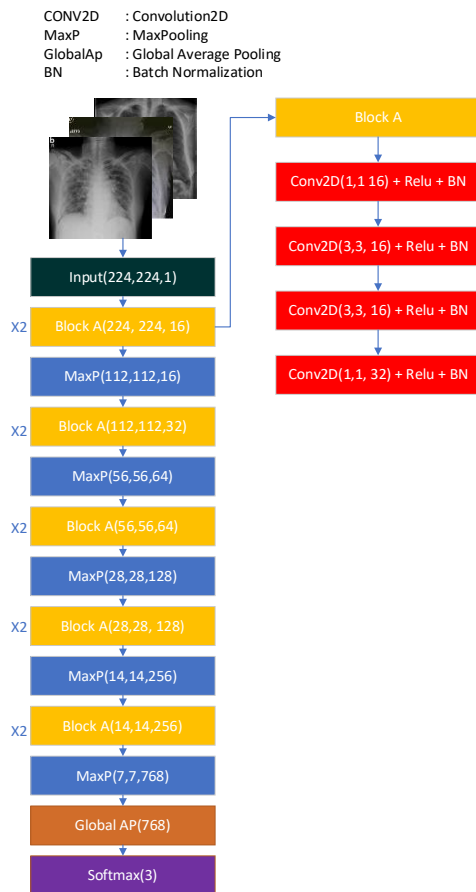 CONV2D : Convolution2D
MaxP : MaxPooling
GlobalAp : Global Average Pooling
BN : Batch Normalization
Input(224,224,1)
X2 Block A(224, 224, 16)
MaxP(112,112,16)
X2 Block A(112,112,32)
MaxP(56,56,64)
X2 Block A(56,56,64)
MaxP(28,28,128)
X2 Block A(28,28, 128)
MaxP(14,14,256)
X2 Block A(14,14,256)
MaxP(7,7,768)
Global AP(768)
Softmax(3)
Block A
Conv2D(1,1 16) + Relu + BN
Conv2D(3,3, 16) + Relu + BN
Conv2D(3,3, 16) + Relu + BN
Conv2D(1,1, 32) + Relu + BN